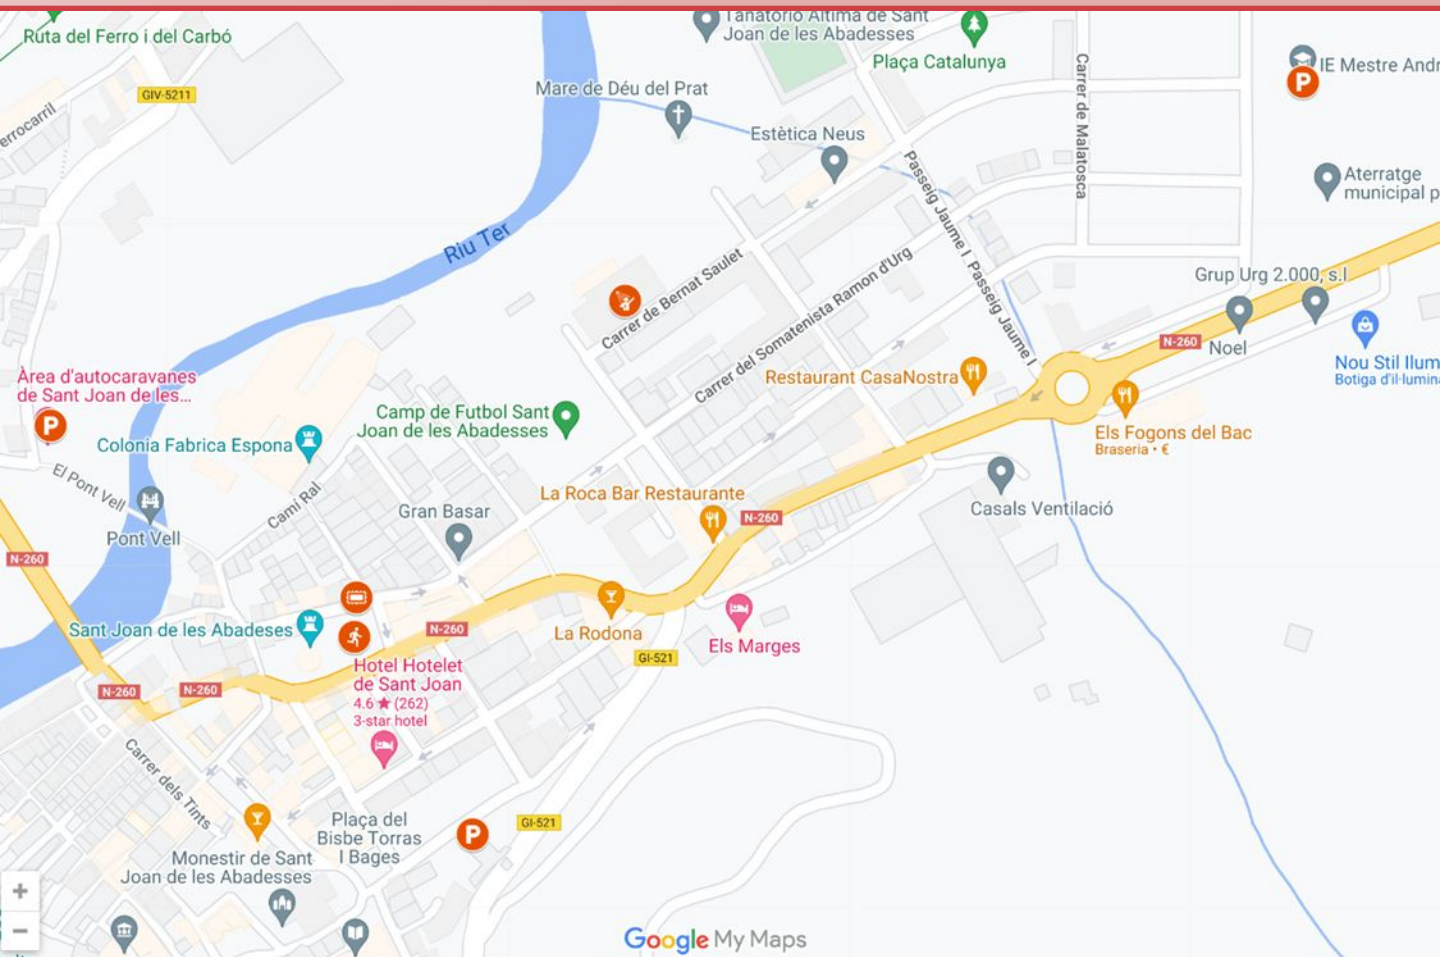 Tanatorio Altima de Sant
Joan de les Abadesses
Ruta del Ferro i del Carbó
Plaça Catalunya
IE Mestre Andr
Mare de Déu del Prat
GIV-5211
Carrer de Malatosca
errocarril
Estètica Neus
Passeig Jaume I
Aterratge
municipal p
Riu Ter
Carrer de Bernat Saulet
Carrer del Somatenista Ramon d'Urg
Passeig Jaume I
Grup Urg 2.000, s.l
N-260
Noel
Nou Stil Ilum
Botiga d'il·lumina
Restaurant CasaNostra
Àrea d'autocaravanes
de Sant Joan de les...
P
P
Camp de Futbol Sant
Joan de les Abadesses
Colonia Fabrica Espona
Els Fogons del Bac
Braseria • €
El Pont Vell
Camí Ral
La Roca Bar Restaurante
Gran Basar
N-260
Casals Ventilació
Pont Vell
N-260
Sant Joan de les Abadeses
N-260
La Rodona
Els Marges
GI-521
Hotel Hotelet
de Sant Joan
4.6 ★ (262)
3-star hotel
N-260
N-260
Carrer dels Tints
Plaça del
Bisbe Torras
I Bages
P
GI-521
Monestir de Sant
Joan de les Abadesses
+
−
Google My Maps